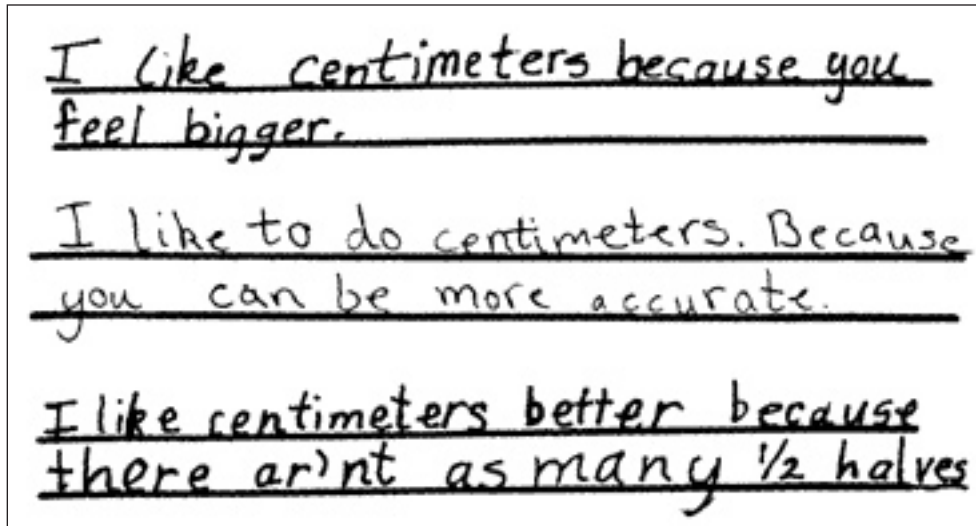 I like centimeters because you
feel bigger.
I like to do centimeters. Because
you can be more accurate.
I like centimeters better because
there ar'nt as many 1/2 halves